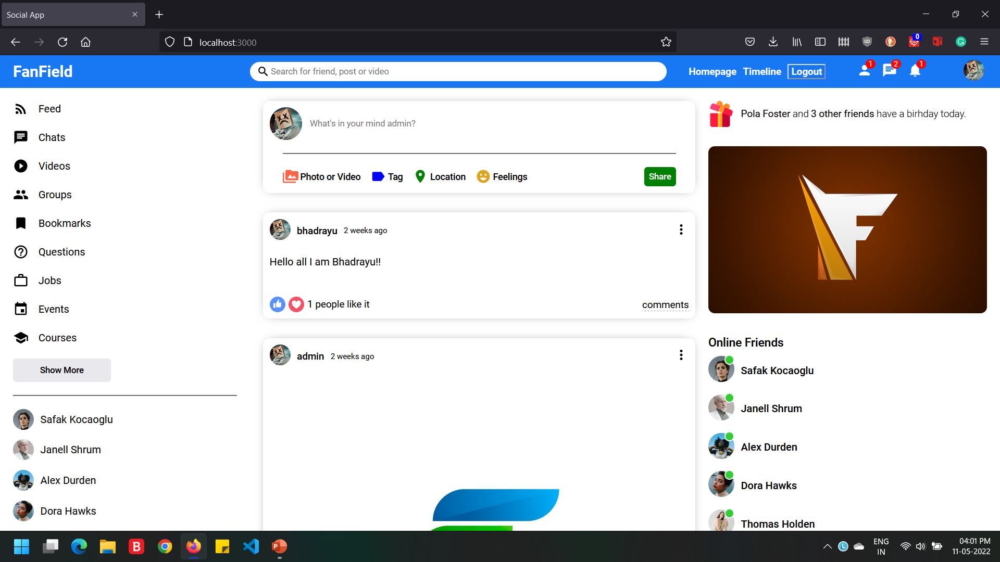 Social App
localhost:3000
0
FanField
Search for friend, post or video
Homepage Timeline Logout
1 2 1
Feed
Chats
Videos
Groups
Bookmarks
Questions
Jobs
Events
Courses
Show More
Safak Kocaoglu
Janell Shrum
Alex Durden
Dora Hawks
What's in your mind admin?
Photo or Video Tag Location Feelings Share
bhadrayu 2 weeks ago
Hello all I am Bhadrayu!!
1 people like it comments
admin 2 weeks ago
Pola Foster and 3 other friends have a birhday today.
F
Online Friends
Safak Kocaoglu
Janell Shrum
Alex Durden
Dora Hawks
Thomas Holden
ENG
IN
04:01 PM
11-05-2022